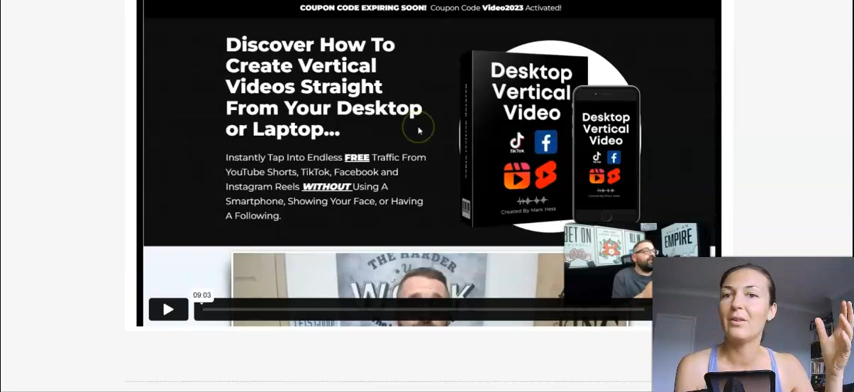 COUPON CODE EXPIRING SOON! Coupon Code Video2023 Activated!
Discover How To
Create Vertical
Videos Straight
From Your Desktop
or Laptop...
Instantly Tap Into Endless FREE Traffic From
YouTube Shorts, TikTok, Facebook and
Instagram Reels WITHOUT Using A
Smartphone, Showing Your Face, or Having
A Following.
Desktop
Vertical
Video
TikTok
Created By Mark Hess
Desktop
Vertical
Video
BET ON
EMPIRE
THE HARDER
09:03